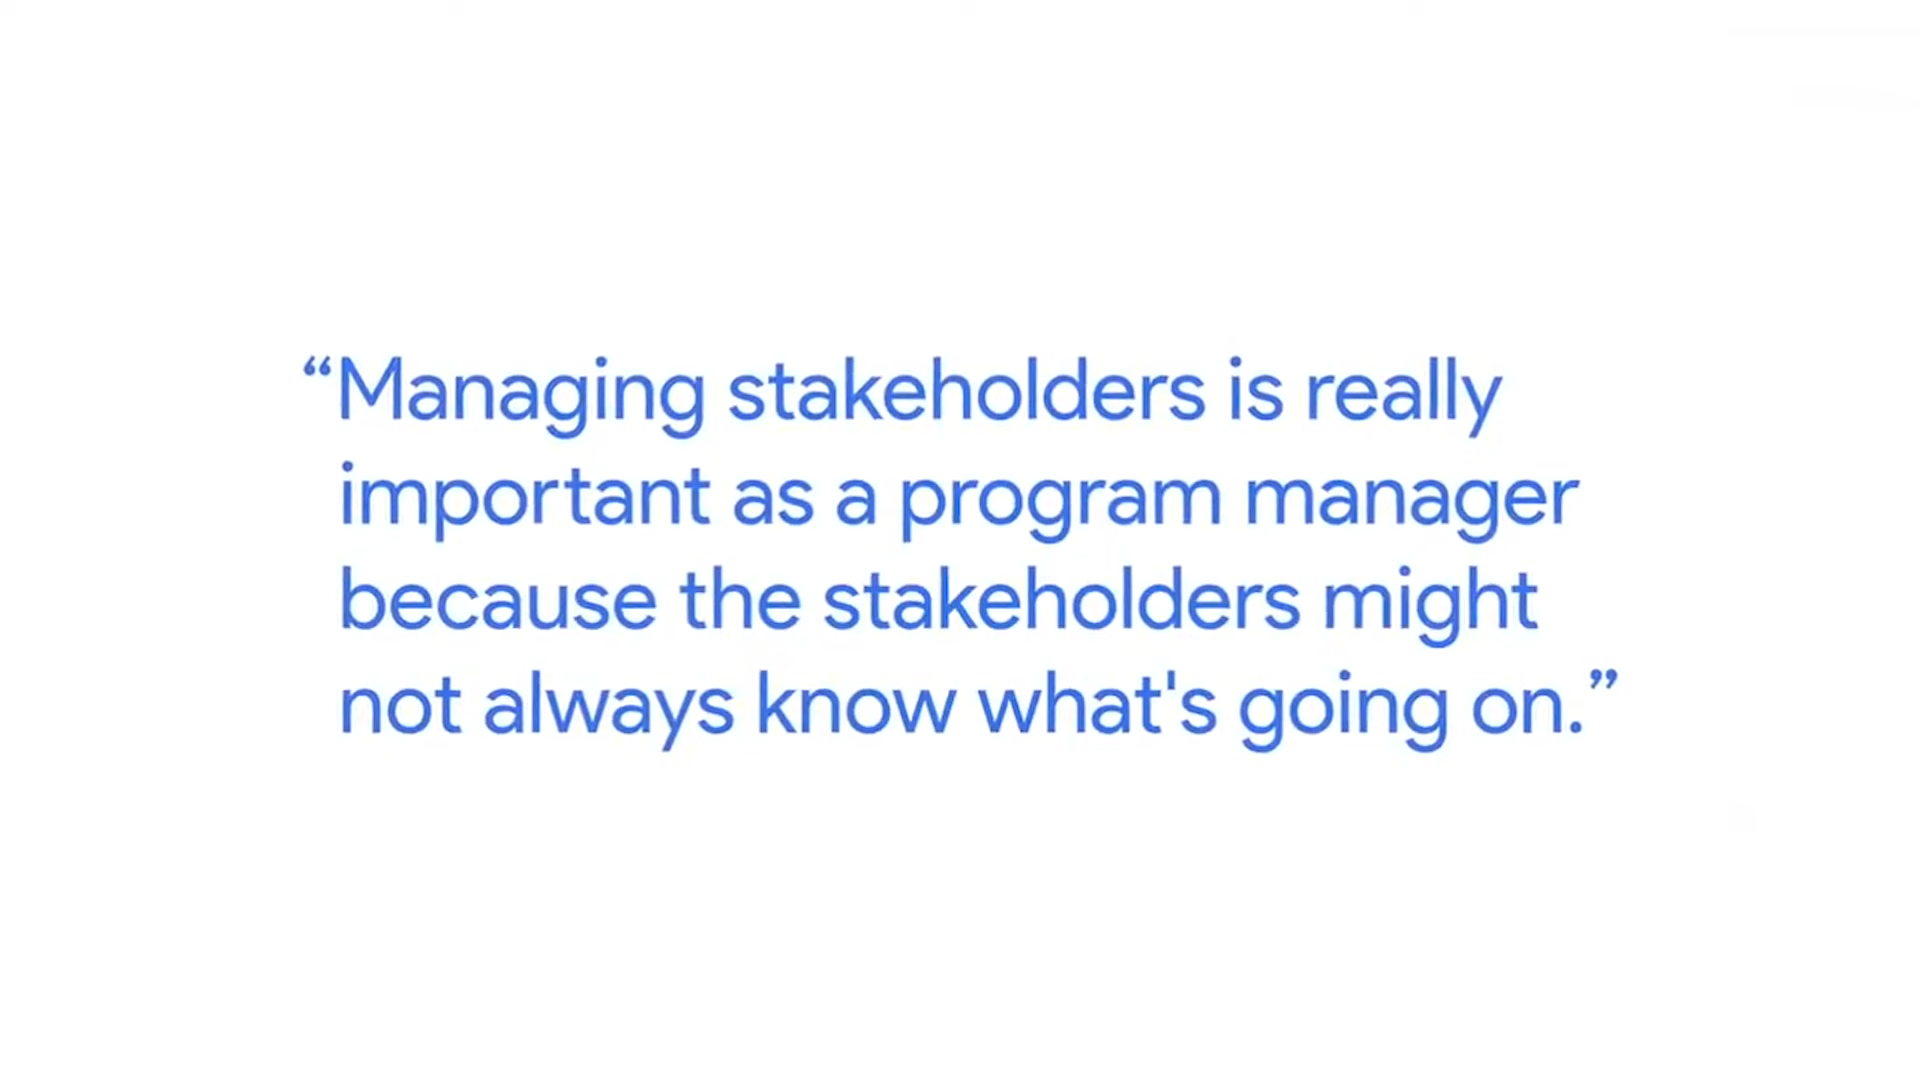 “Managing stakeholders is really
important as a program manager
because the stakeholders might
not always know what's going on.”